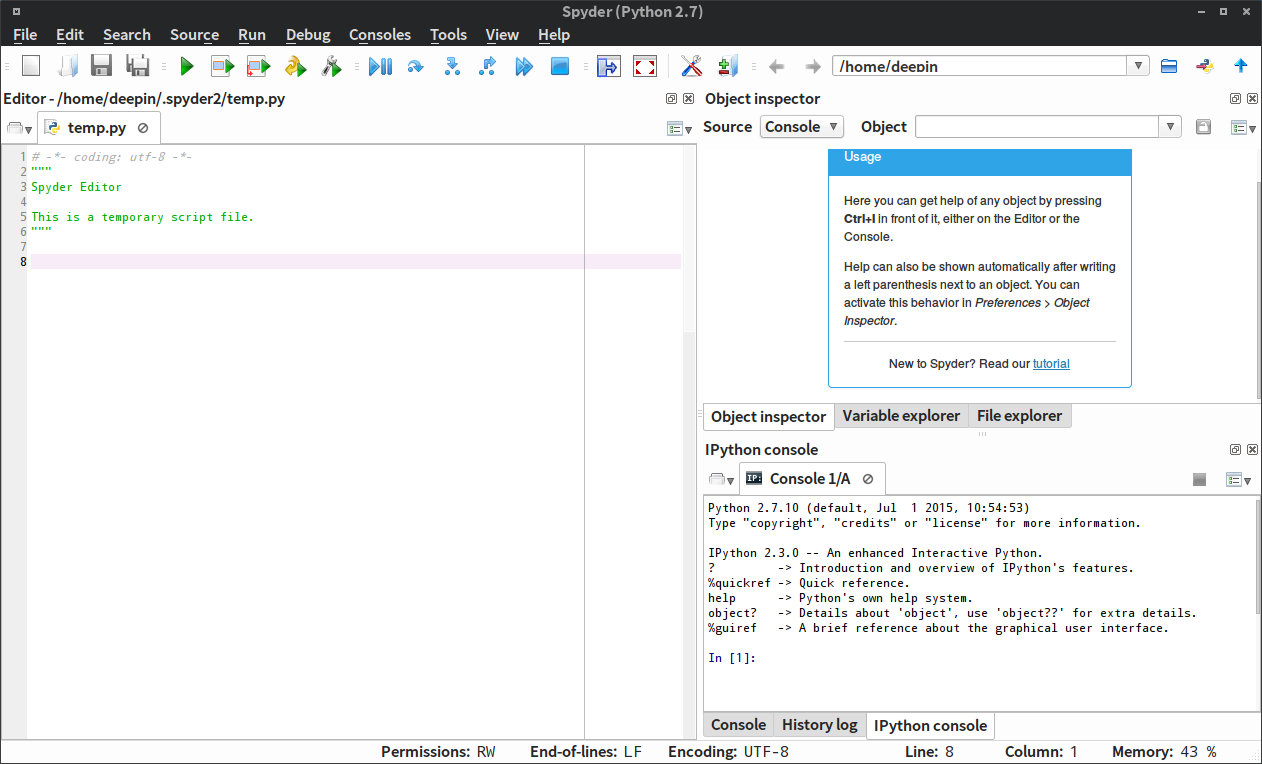 Spyder (Python 2.7)
File Edit Search Source Run Debug Consoles Tools View Help
/home/deepin
Editor - /home/deepin/.spyder2/temp.py
temp.py
1 # -*- coding: utf-8 -*-
2 """
3 Spyder Editor
4
5 This is a temporary script file.
6 """
7
8
Object inspector
Source Console Object
Usage
Here you can get help of any object by pressing
Ctrl+I in front of it, either on the Editor or the
Console.
Help can also be shown automatically after writing
a left parenthesis next to an object. You can
activate this behavior in Preferences > Object
Inspector.
New to Spyder? Read our tutorial
Object inspector Variable explorer File explorer
IPython console
IP: Console 1/A
Python 2.7.10 (default, Jul  1 2015, 10:54:53)
Type "copyright", "credits" or "license" for more information.
IPython 2.3.0 -- An enhanced Interactive Python.
?         -> Introduction and overview of IPython's features.
%quickref -> Quick reference.
help      -> Python's own help system.
object?   -> Details about 'object', use 'object??' for extra details.
%guiref   -> A brief reference about the graphical user interface.
In [1]:
Console History log IPython console
Permissions: RW End-of-lines: LF Encoding: UTF-8 Line: 8 Column: 1 Memory: 43 %